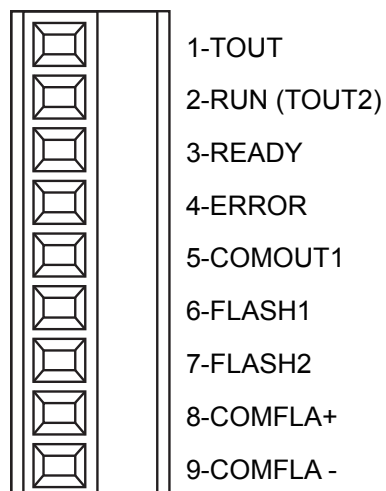 1-TOUT
2-RUN (TOUT2)
3-READY
4-ERROR
5-COMOUT1
6-FLASH1
7-FLASH2
8-COMFLA+
9-COMFLA -